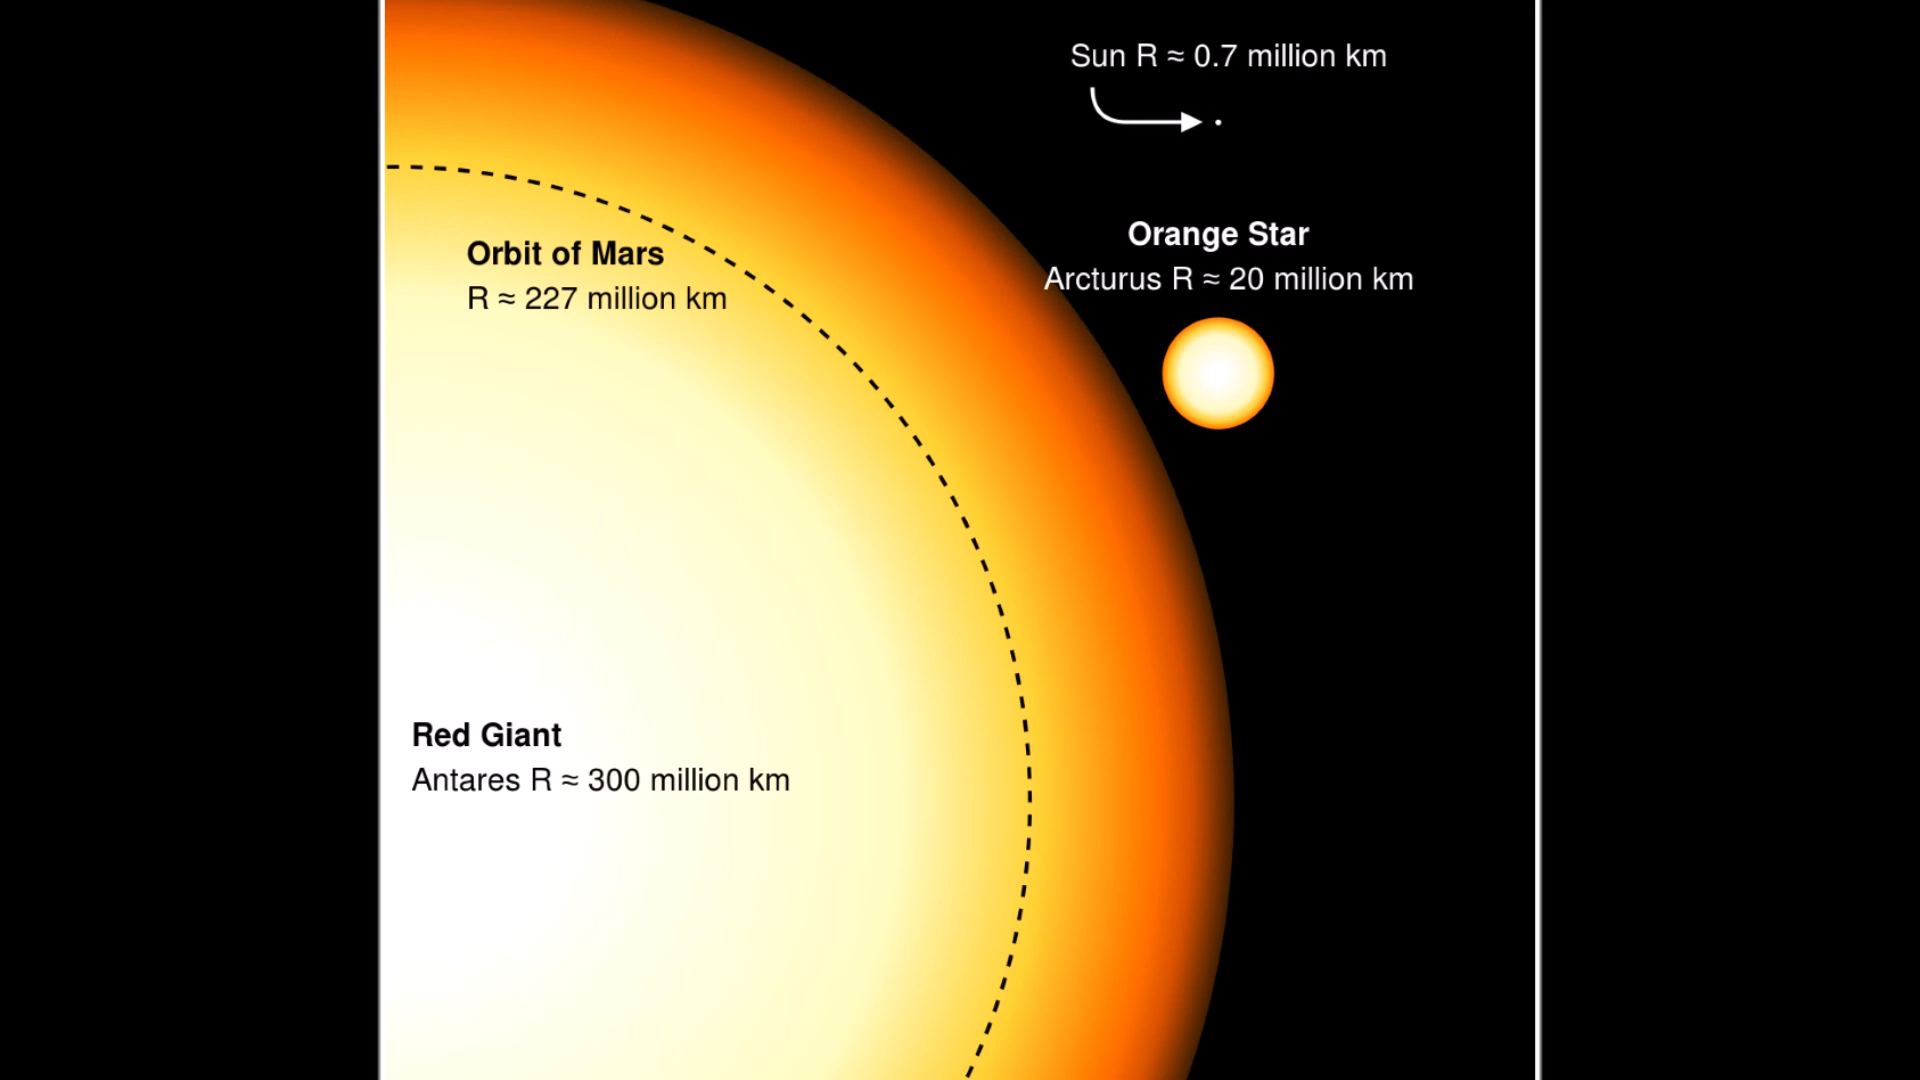 Sun R ≈ 0.7 million km
Orange Star
Arcturus R ≈ 20 million km
Orbit of Mars
R ≈ 227 million km
Red Giant
Antares R ≈ 300 million km